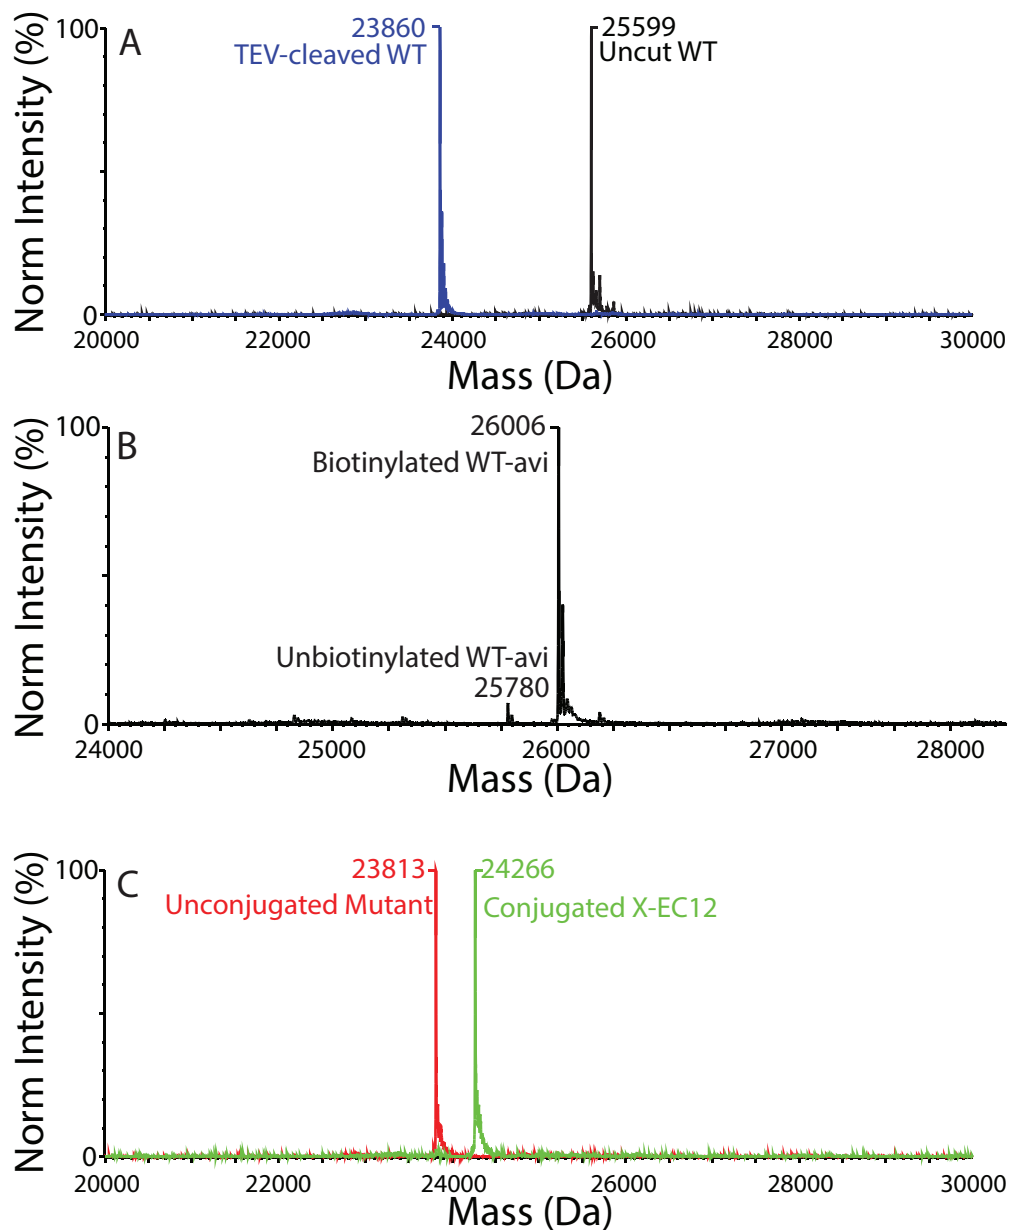 A
100
23860
25599
TEV-cleaved WT
Uncut WT
Norm Intensity (%)
0
20000 22000 24000 26000 28000 30000
Mass (Da)
B
100
26006
Biotinylated WT-avi
Unbiotinylated WT-avi
25780
Norm Intensity (%)
0
24000 25000 26000 27000 28000
Mass (Da)
C
100
23813
24266
Unconjugated Mutant
Conjugated X-EC12
Norm Intensity (%)
0
20000 22000 24000 26000 28000 30000
Mass (Da)